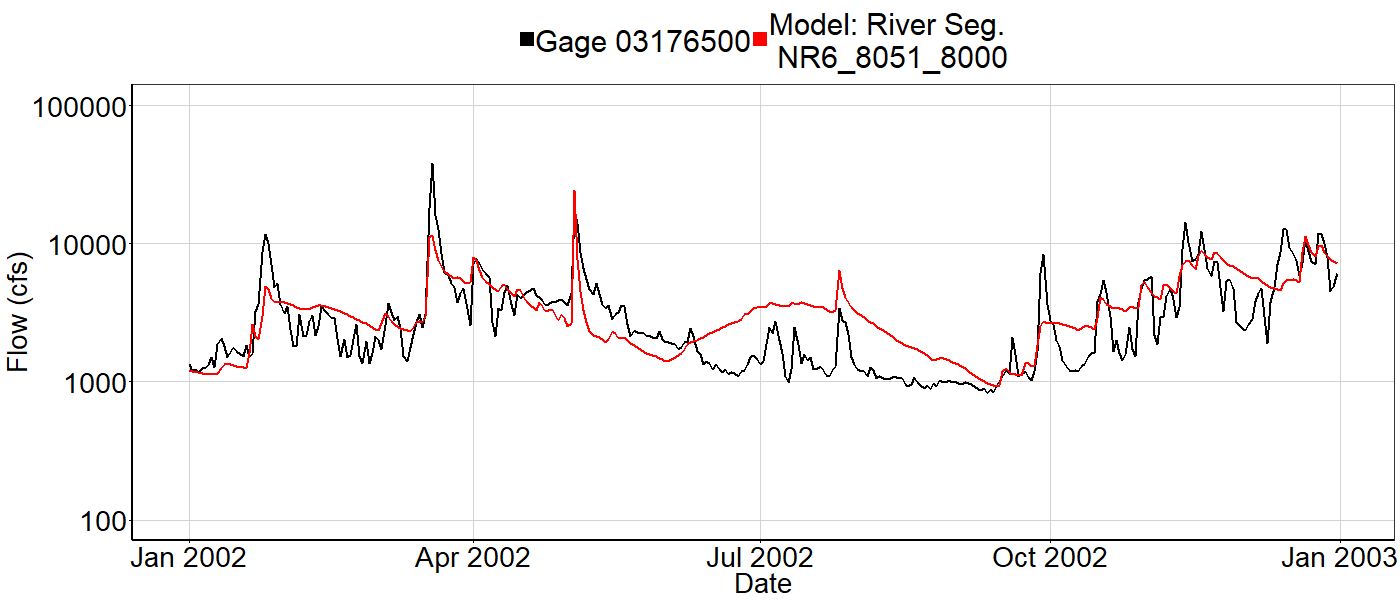 Gage 03176500
Model: River Seg.
NR6_8051_8000
Flow (cfs)
100000
10000
1000
100
Jan 2002
Apr 2002
Jul 2002
Oct 2002
Jan 2003
Date